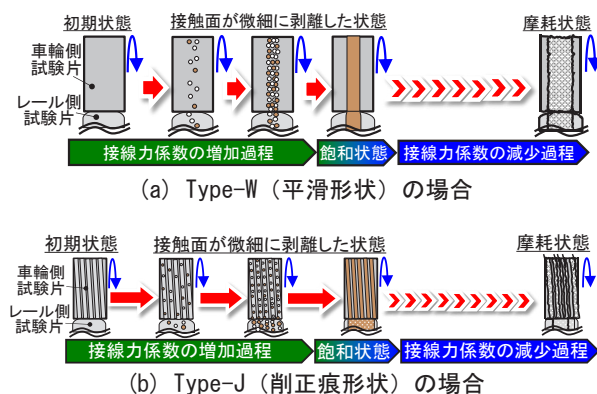 初期状態
接触面が微細に剥離した状態
摩耗状態
車輪側
試験片
レール側
試験片
接線力係数の増加過程
飽和状態
接線力係数の減少過程
(a) Type-W（平滑形状）の場合
初期状態
接触面が微細に剥離した状態
摩耗状態
車輪側
試験片
レール側
試験片
接線力係数の増加過程
飽和状態
接線力係数の減少過程
(b) Type-J（削正痕形状）の場合